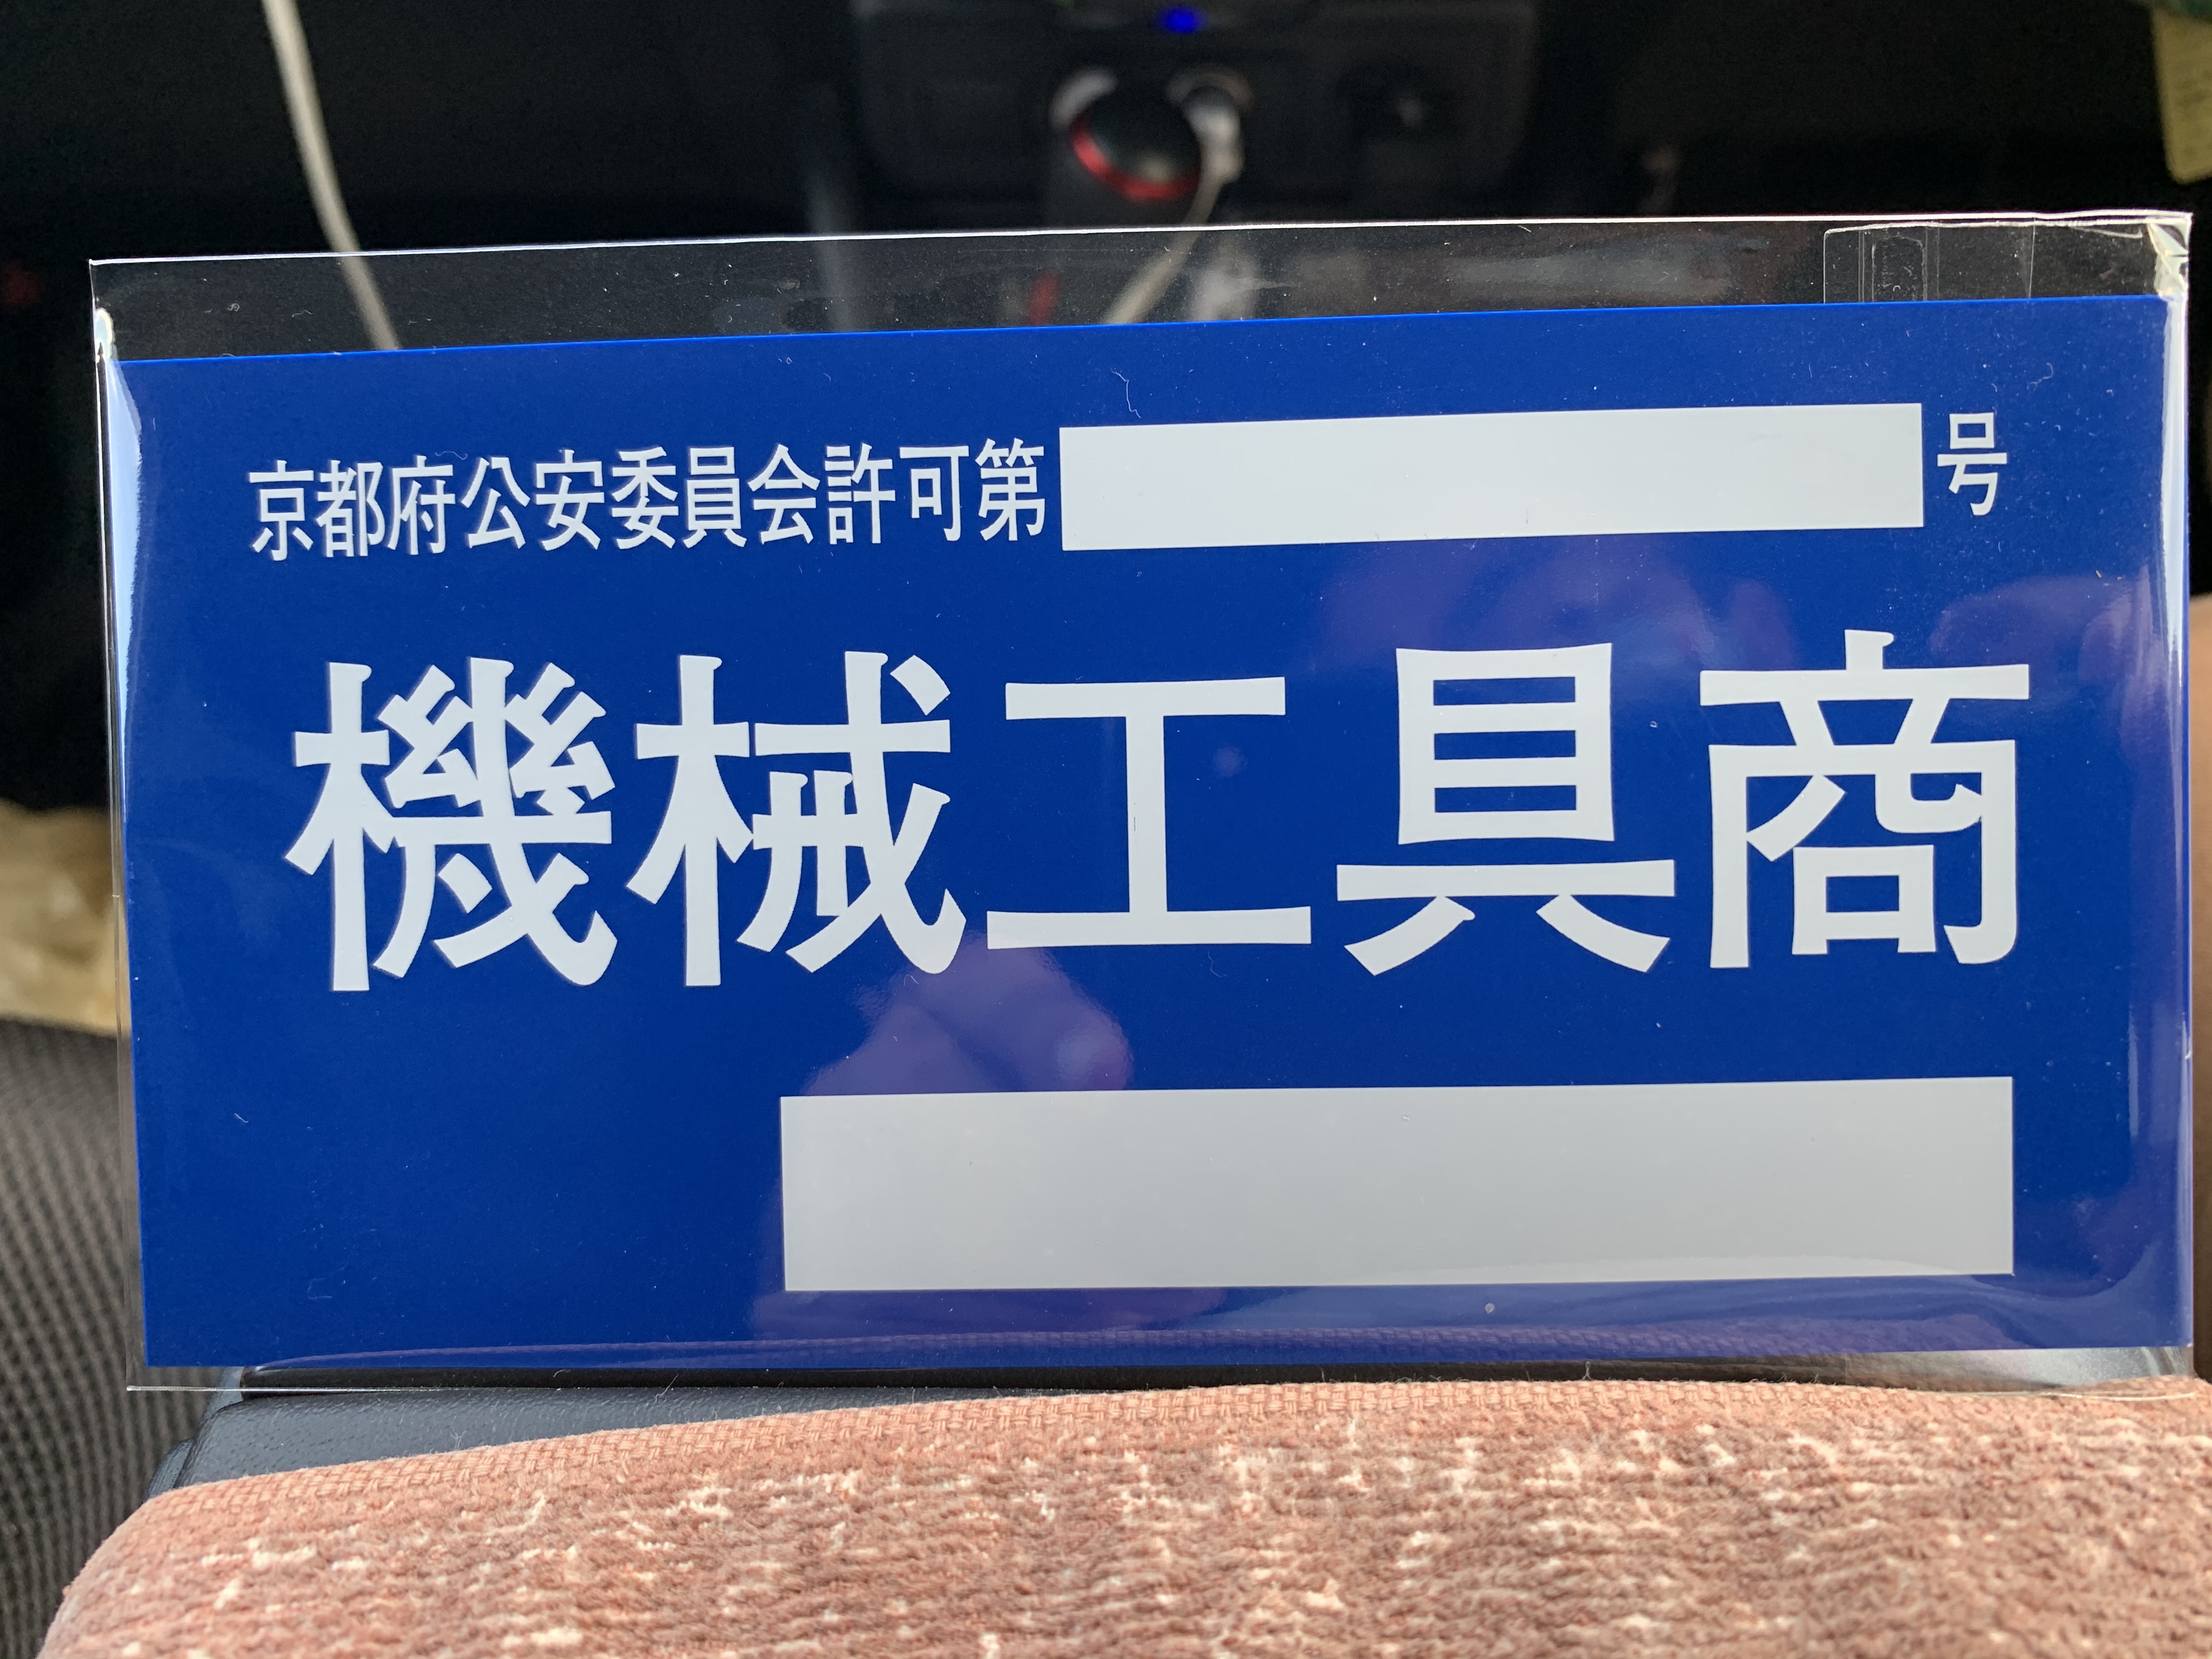 京都府公安委員会許可第 号
機械工具商